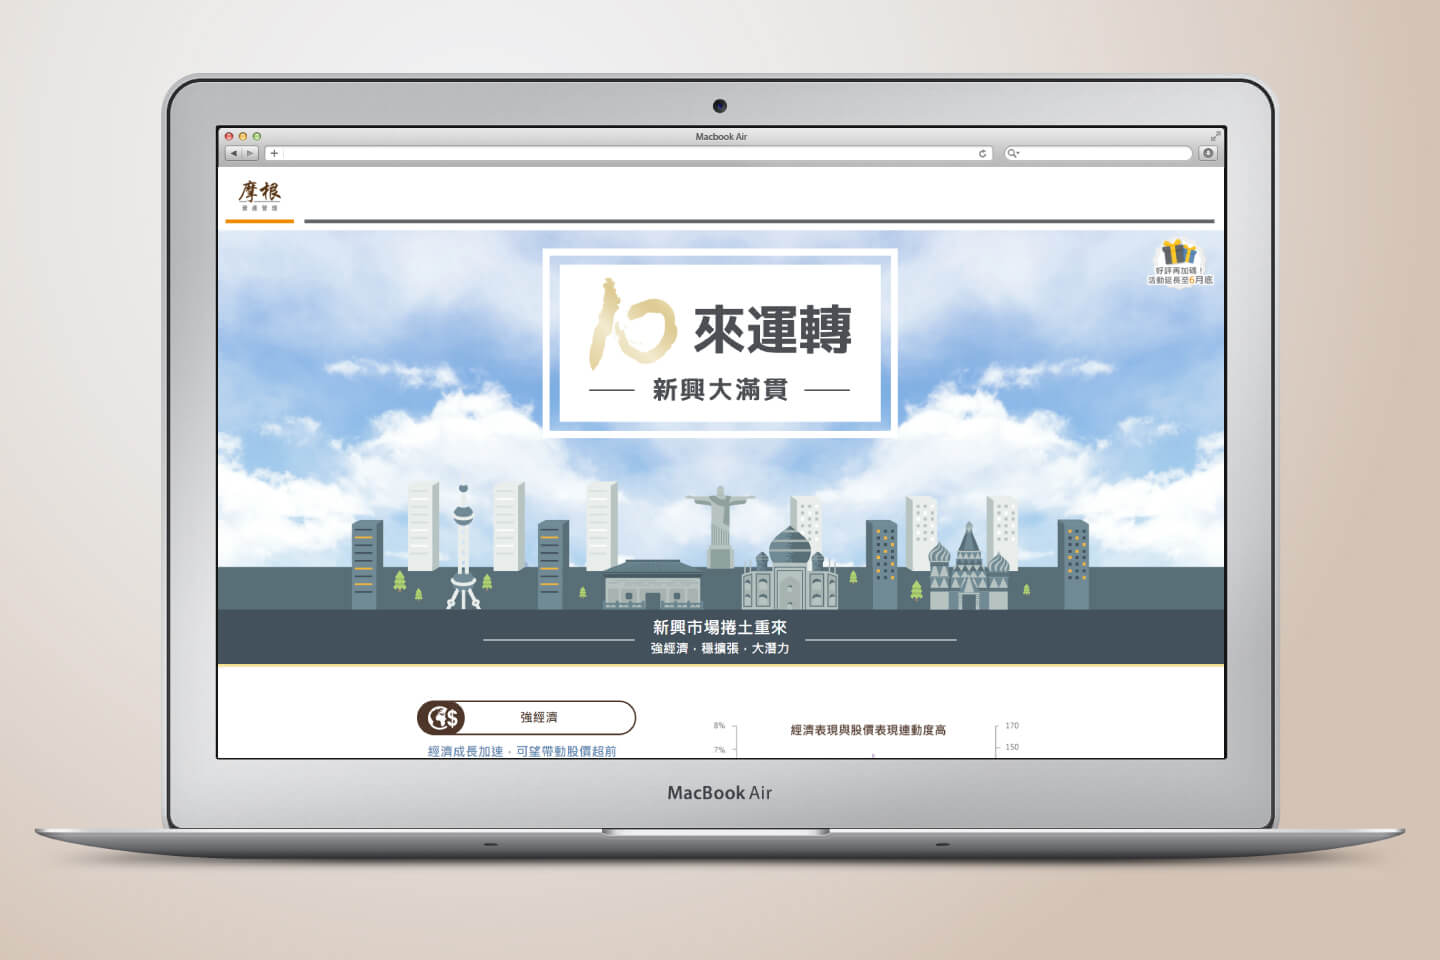 Macbook Air
摩根
資產管理
好評再加碼！
活動延長至6月底
10 來運轉
新興大滿貫
新興市場捲土重來
強經濟．穩擴張．大潛力
$ 強經濟
經濟成長加速．可望帶動股價超前
經濟表現與股價表現連動度高
8%
170
7%
150
MacBook Air